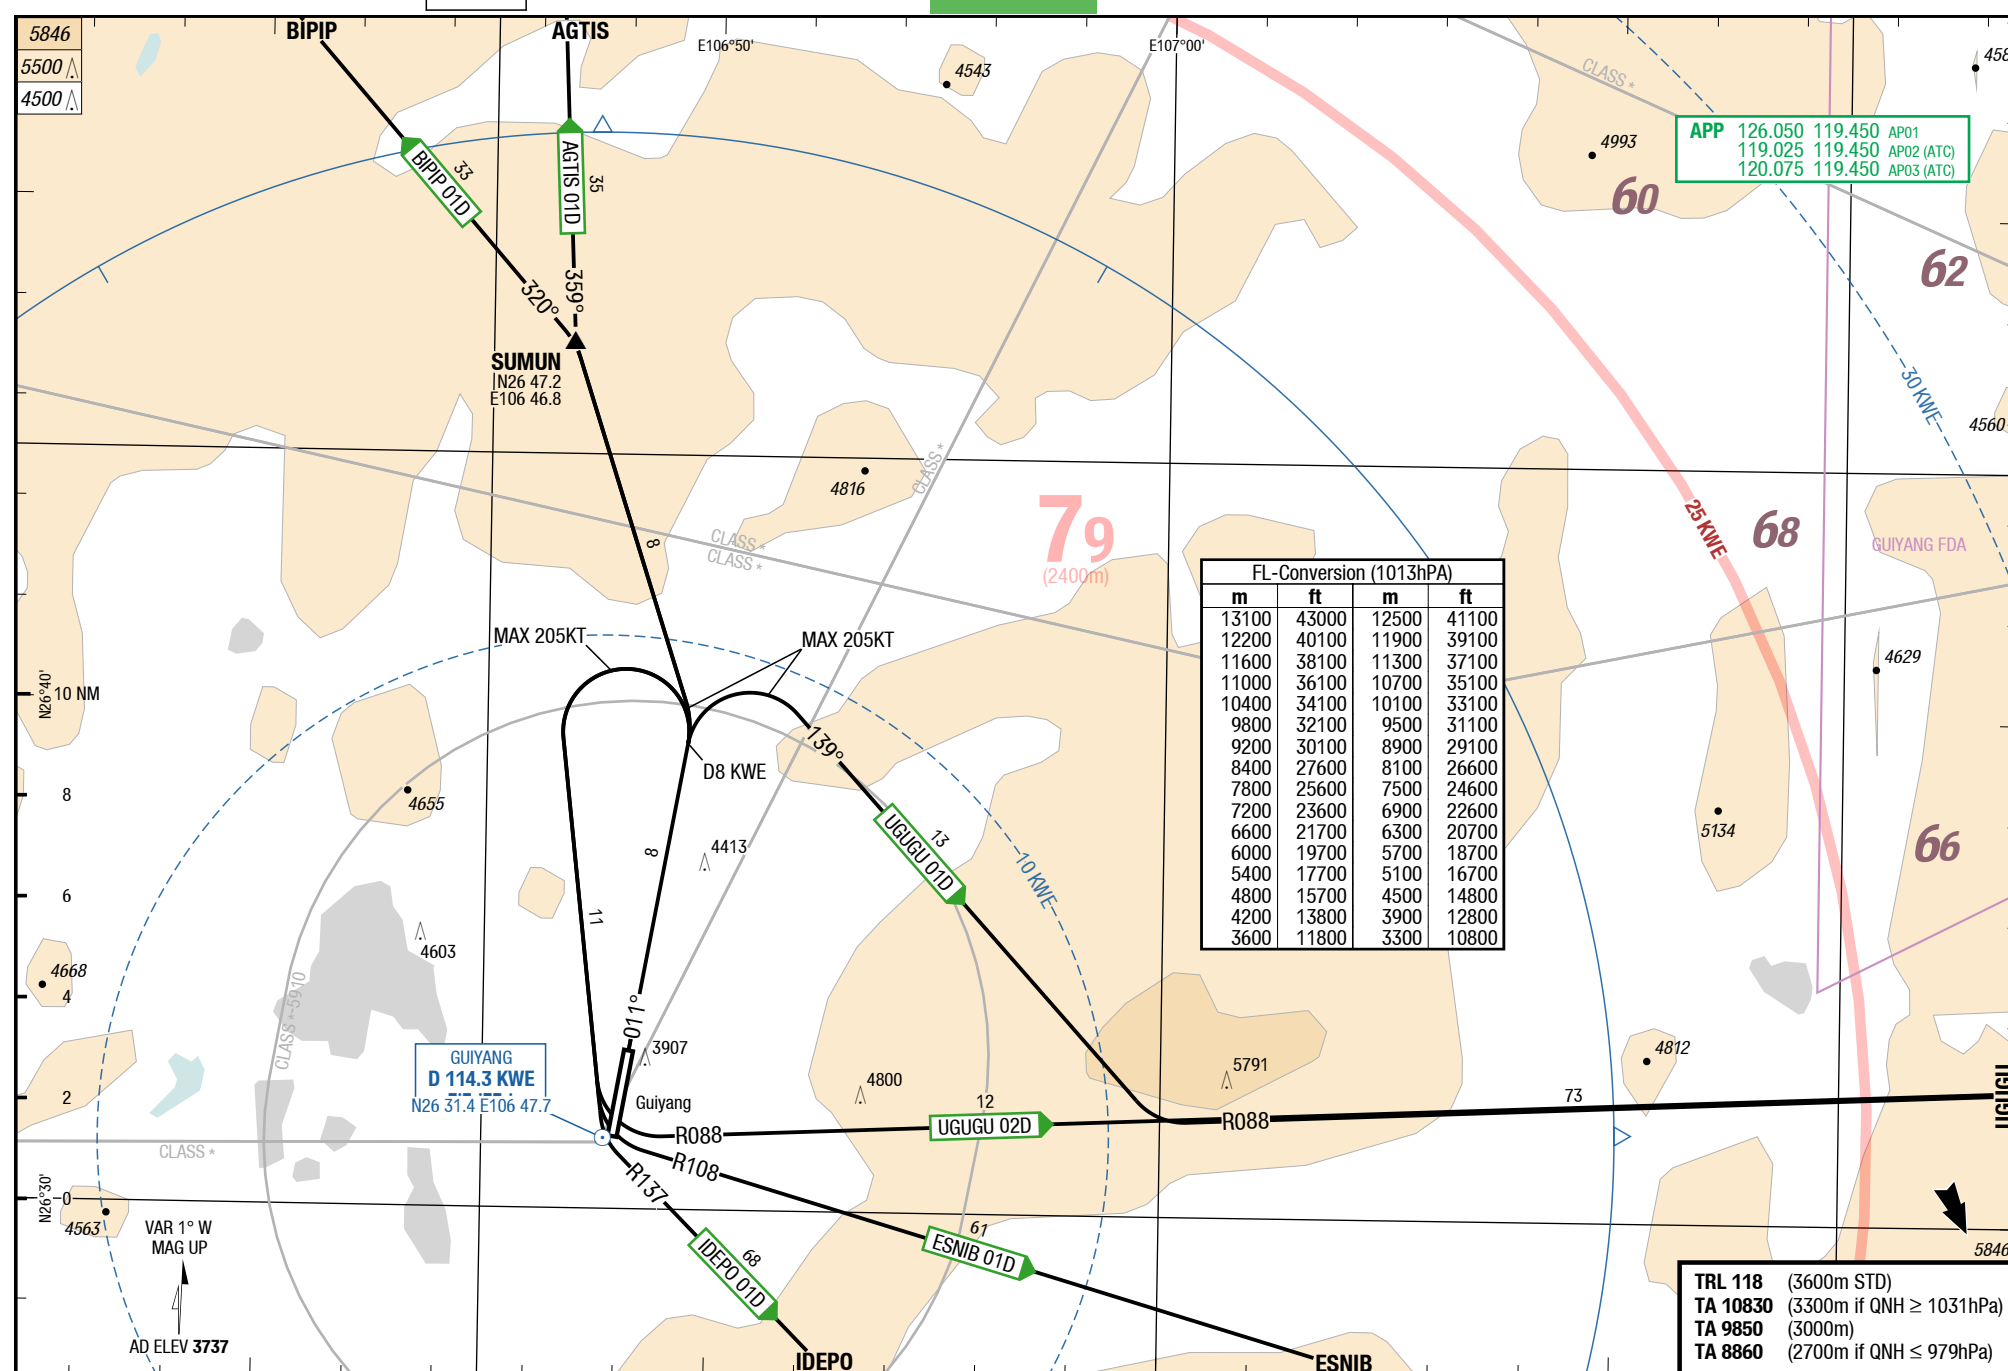 5846
5500
4500
BIPIP
AGTIS
E106°50'
E107°00'
4543
CLASS *
458
4993
APP 126.050 119.450 AP01
119.025 119.450 AP02 (ATC)
120.075 119.450 AP03 (ATC)
60
62
BIPIP 01D
33
AGTIS 01D
35
320°
359°
SUMUN
N26 47.2
E106 46.8
30 KWE
4560
4816
CLASS *
8
CLASS *
CLASS *
79
(2400m)
25 KWE
68
GUIYANG FDA
FL-Conversion (1013hPA)
m ft m ft
13100 43000 12500 41100
12200 40100 11900 39100
11600 38100 11300 37100
11000 36100 10700 35100
10400 34100 10100 33100
9800 32100 9500 31100
9200 30100 8900 29100
8400 27600 8100 26600
7800 25600 7500 24600
7200 23600 6900 22600
6600 21700 6300 20700
6000 19700 5700 18700
5400 17700 5100 16700
4800 15700 4500 14800
4200 13800 3900 12800
3600 11800 3300 10800
MAX 205KT
MAX 205KT
4629
N26°40'
10 NM
139°
D8 KWE
8
4655
13
UGUGU 01D
5134
66
4413
8
10 KWE
6
11
4603
4668
4
CLASS *-5910
011°
GUIYANG
D 114.3 KWE
N26 31.4 E106 47.7
3907
4800
5791
4812
2
Guiyang
12
73
UGUGU
R088
UGUGU 02D
R088
CLASS *
R108
R137
N26°30'
0
4563
VAR 1° W
MAG UP
61
ESNIB 01D
68
IDEPO 01D
5846
AD ELEV 3737
IDEPO
ESNIB
TRL 118 (3600m STD)
TA 10830 (3300m if QNH ≥ 1031hPa)
TA 9850 (3000m)
TA 8860 (2700m if QNH ≤ 979hPa)